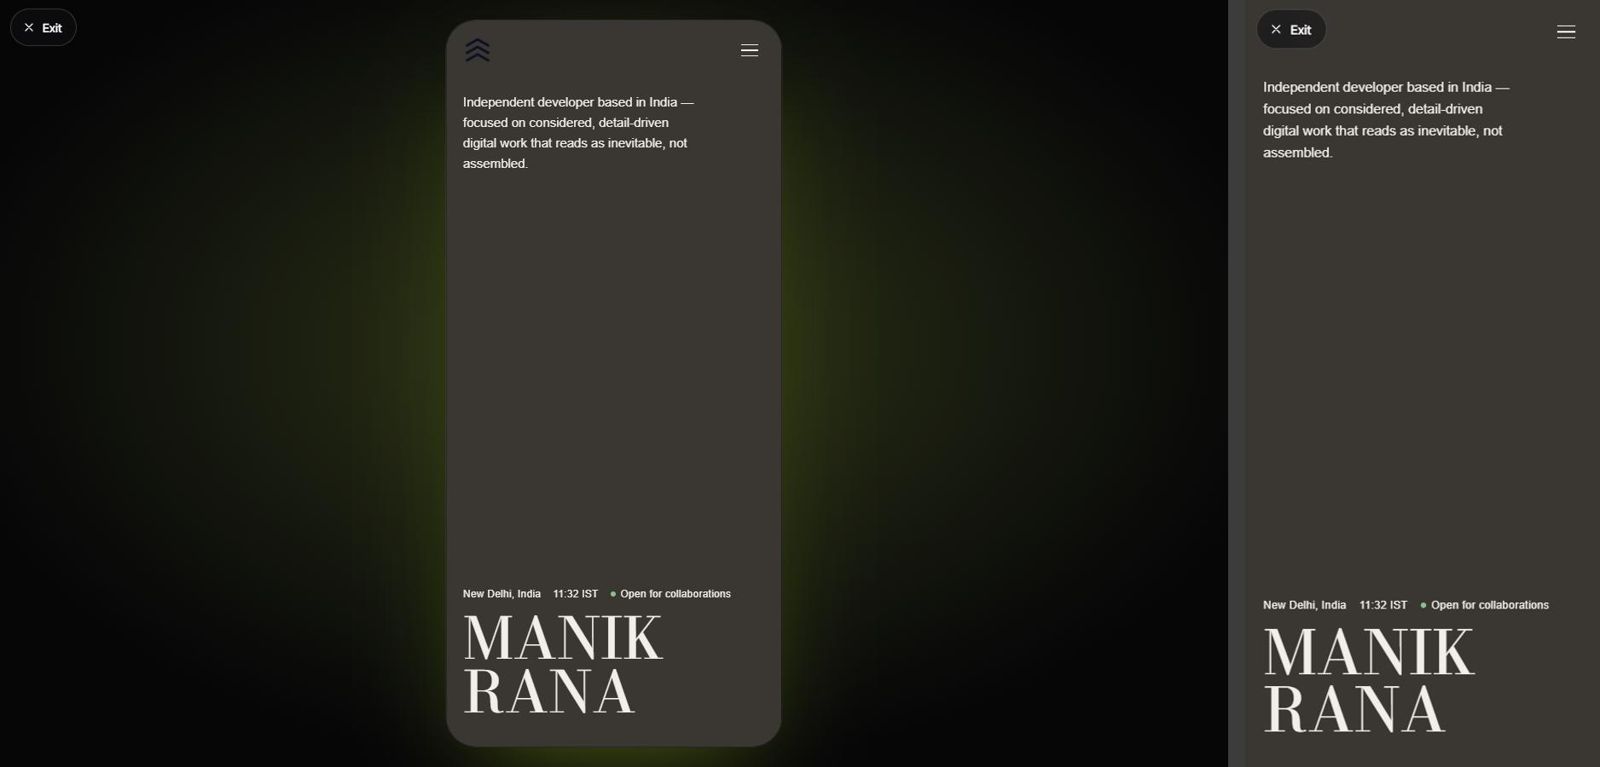 Exit
Independent developer based in India —
focused on considered, detail-driven
digital work that reads as inevitable, not
assembled.
New Delhi, India 11:32 IST Open for collaborations
MANIK
RANA
Exit
Independent developer based in India —
focused on considered, detail-driven
digital work that reads as inevitable, not
assembled.
New Delhi, India 11:32 IST Open for collaborations
MANIK
RANA